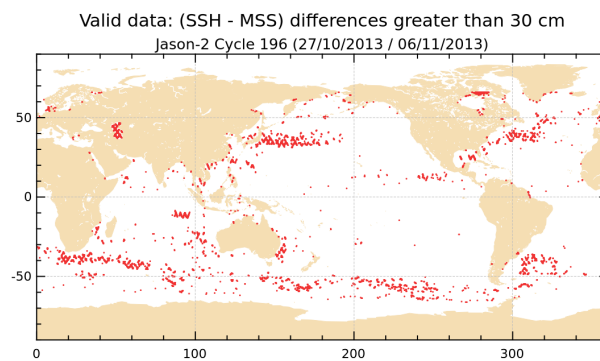 Valid data: (SSH - MSS) differences greater than 30 cm
Jason-2 Cycle 196 (27/10/2013 / 06/11/2013)
50
0
-50
0 100 200 300